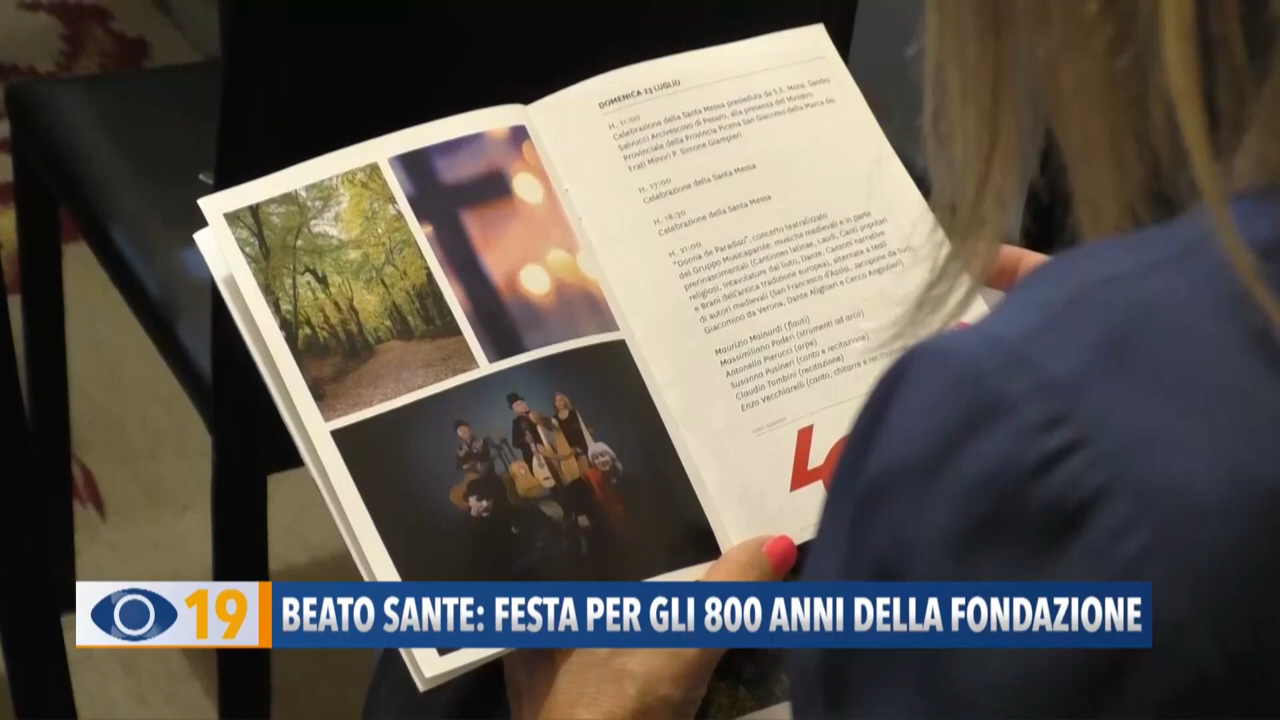 DOMENICA 23 LUGLIO
H. 11:00
Celebrazione della Santa Messa presieduta da S.E. Mons. Sandro
Salvucci Arcivescovo di Pesaro, alla presenza del Ministro
Provinciale della Provincia Picena San Giacomo della Marca dei
Frati Minori P. Simone Giampieri
H. 17:00
Celebrazione della Santa Messa
H. 18:30
Celebrazione della Santa Messa
H. 21:00
"Donna de Paradiso", concerto teatralizzato
del Gruppo Musicaparole: musiche medievali e in parte
prerinascimentali (Cantiones latinae, Laudi, Canti popolari
religiosi, Intavolature dal liuto, Danze, Canzoni narrative
e Brani dell'antica tradizione europea), alternate a testi
di autori medievali (San Francesco d'Assisi, Jacopone da Todi,
Giacomino da Verona, Dante Alighieri e Cecco Angiolieri)
Maurizio Mainardi (flauti)
Massimiliano Poderi (strumenti ad arco)
Antonella Pierucci (arpe)
Susanna Pusineri (canto e recitazione)
Claudio Tombini (recitazione)
Enzo Vecchiarelli (canto, chitarre e
19 BEATO SANTE: FESTA PER GLI 800 ANNI DELLA FONDAZIONE